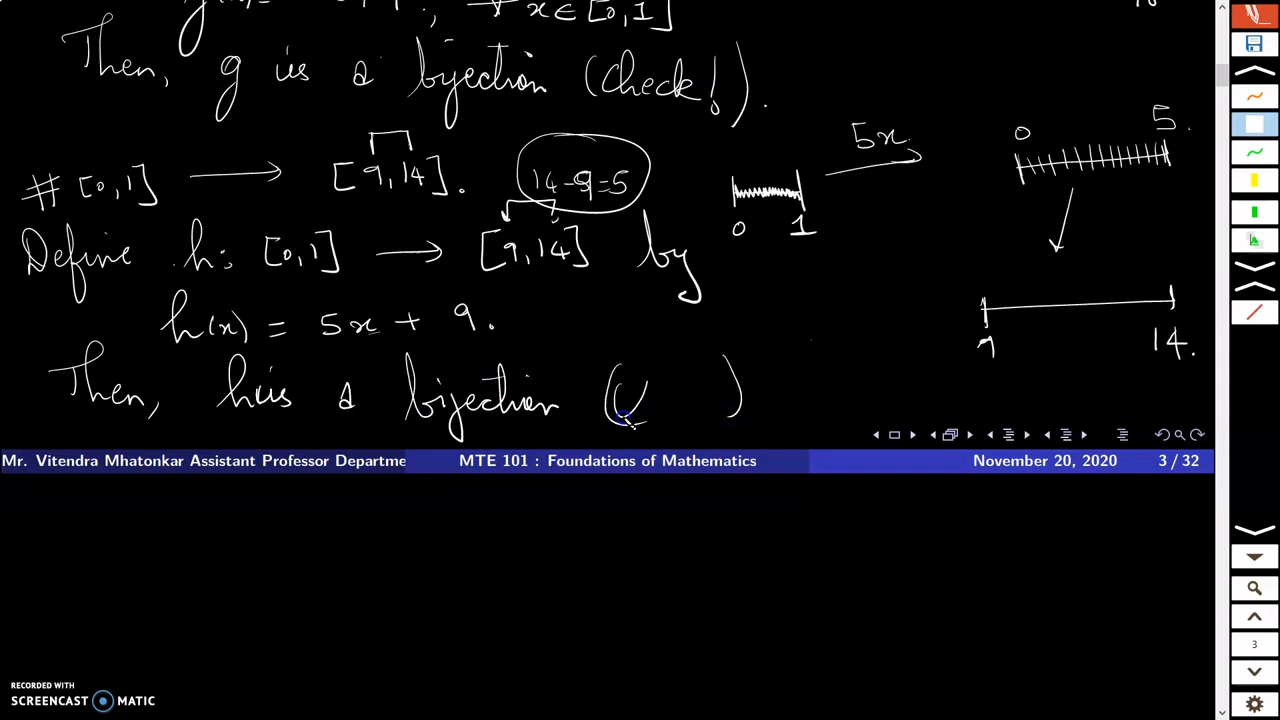 ∀ x ∈ [0,1]
Then, g is a bijection (Check!).
# [0,1] → [9,14]. 14-9=5
5x
0 5.
0 1
Define h: [0,1] → [9,14] by
h(x) = 5x + 9.
9 14.
Then, h is a bijection ( )
Mr. Vitendra Mhatonkar Assistant Professor Departme MTE 101 : Foundations of Mathematics November 20, 2020 3 / 32
3
RECORDED WITH
SCREENCAST MATIC